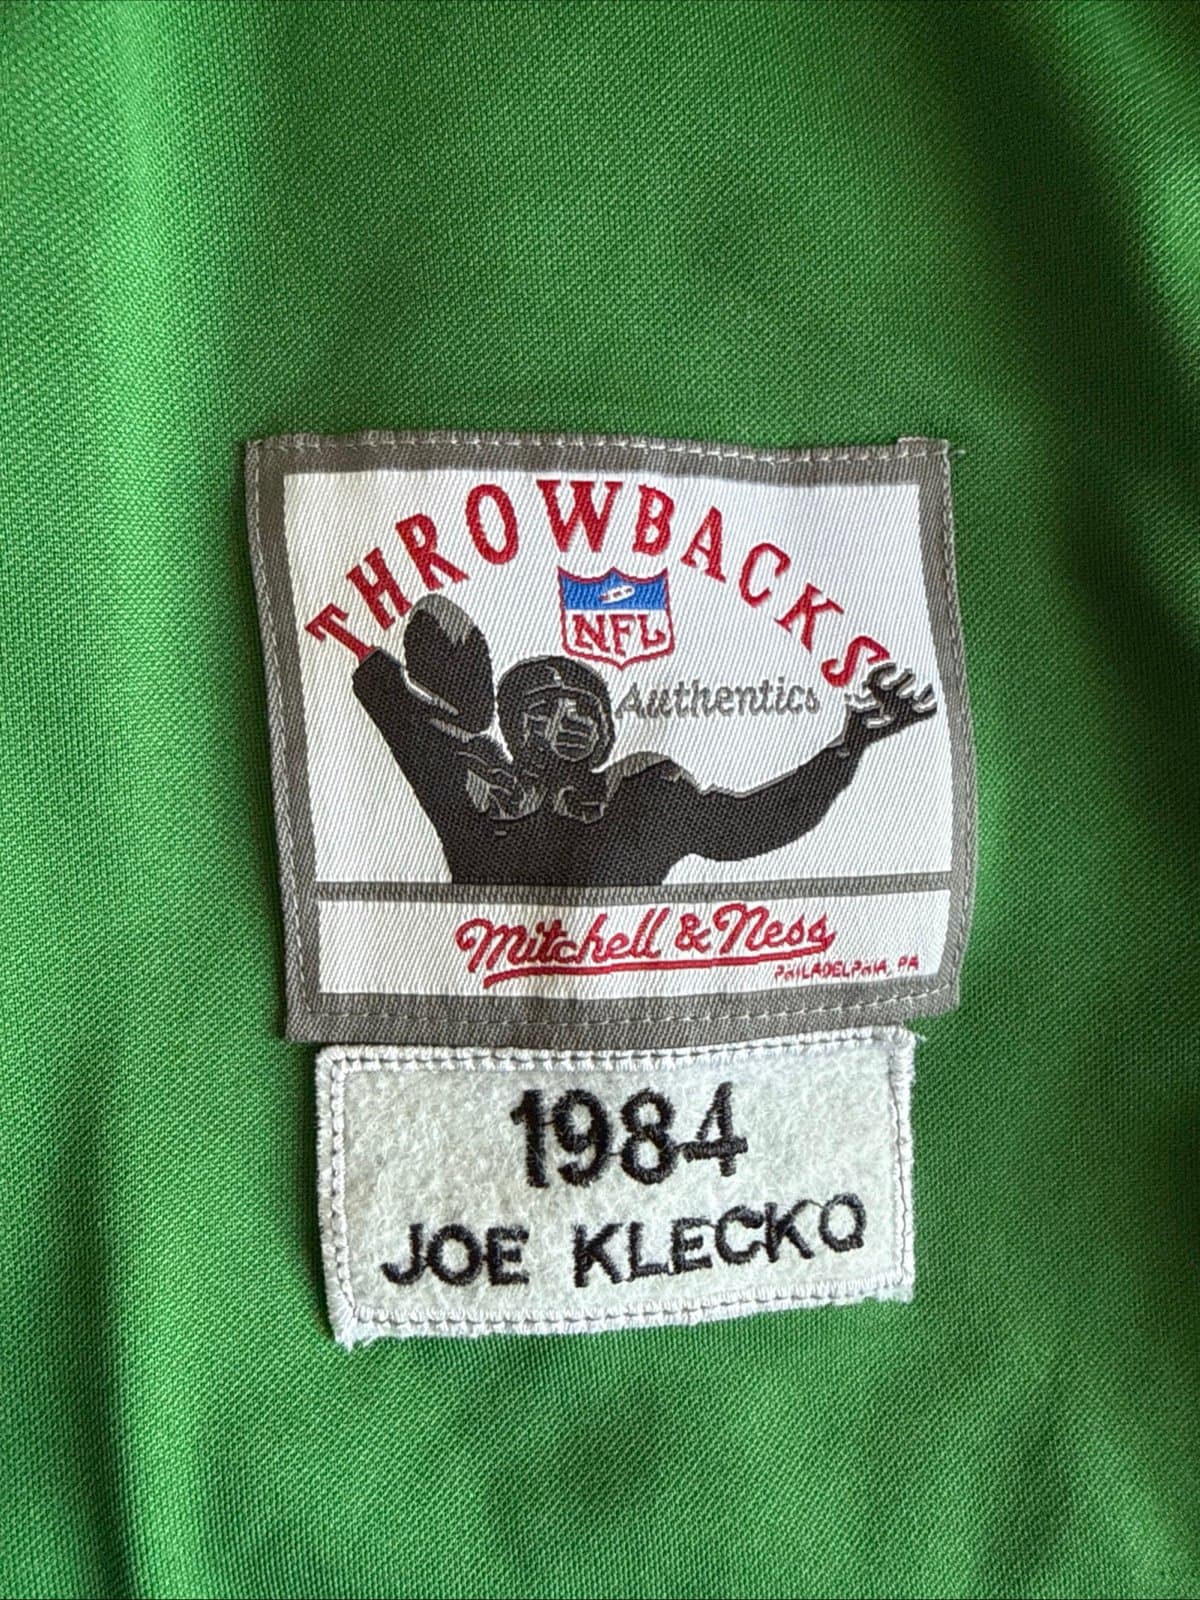 THROWBACKS
NFL
Authentics
Mitchell & Ness
PHILADELPHIA, PA
1984
JOE KLECKO